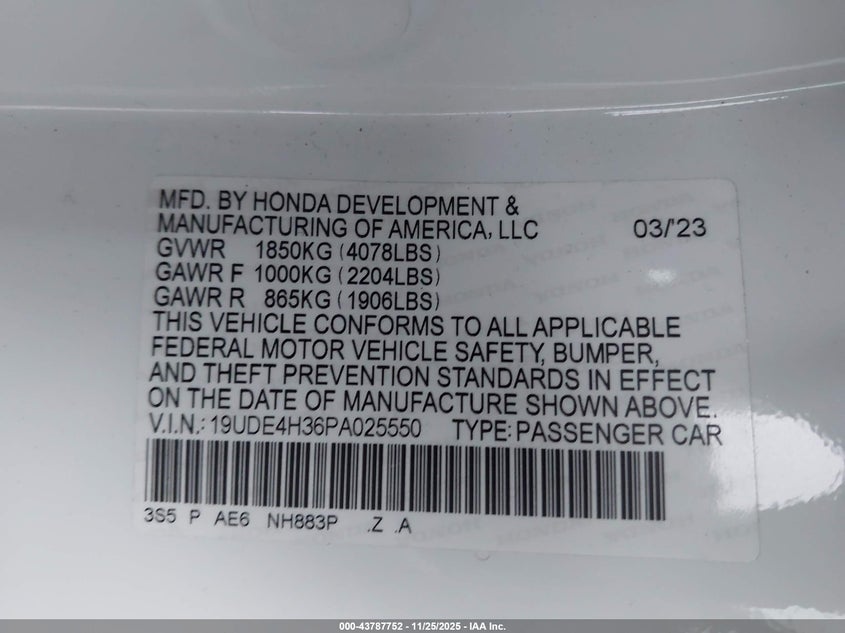 MFD. BY HONDA DEVELOPMENT &
MANUFACTURING OF AMERICA, LLC 03/'23
GVWR 1850KG (4078LBS)
GAWR F 1000KG (2204LBS)
GAWR R 865KG (1906LBS)
THIS VEHICLE CONFORMS TO ALL APPLICABLE
FEDERAL MOTOR VEHICLE SAFETY, BUMPER,
AND THEFT PREVENTION STANDARDS IN EFFECT
ON THE DATE OF MANUFACTURE SHOWN ABOVE.
V.I.N.: 19UDE4H36PA025550 TYPE: PASSENGER CAR
3S5 P AE6 NH883P .Z .A
000-43787752 — 11/25/2025 — IAA Inc.